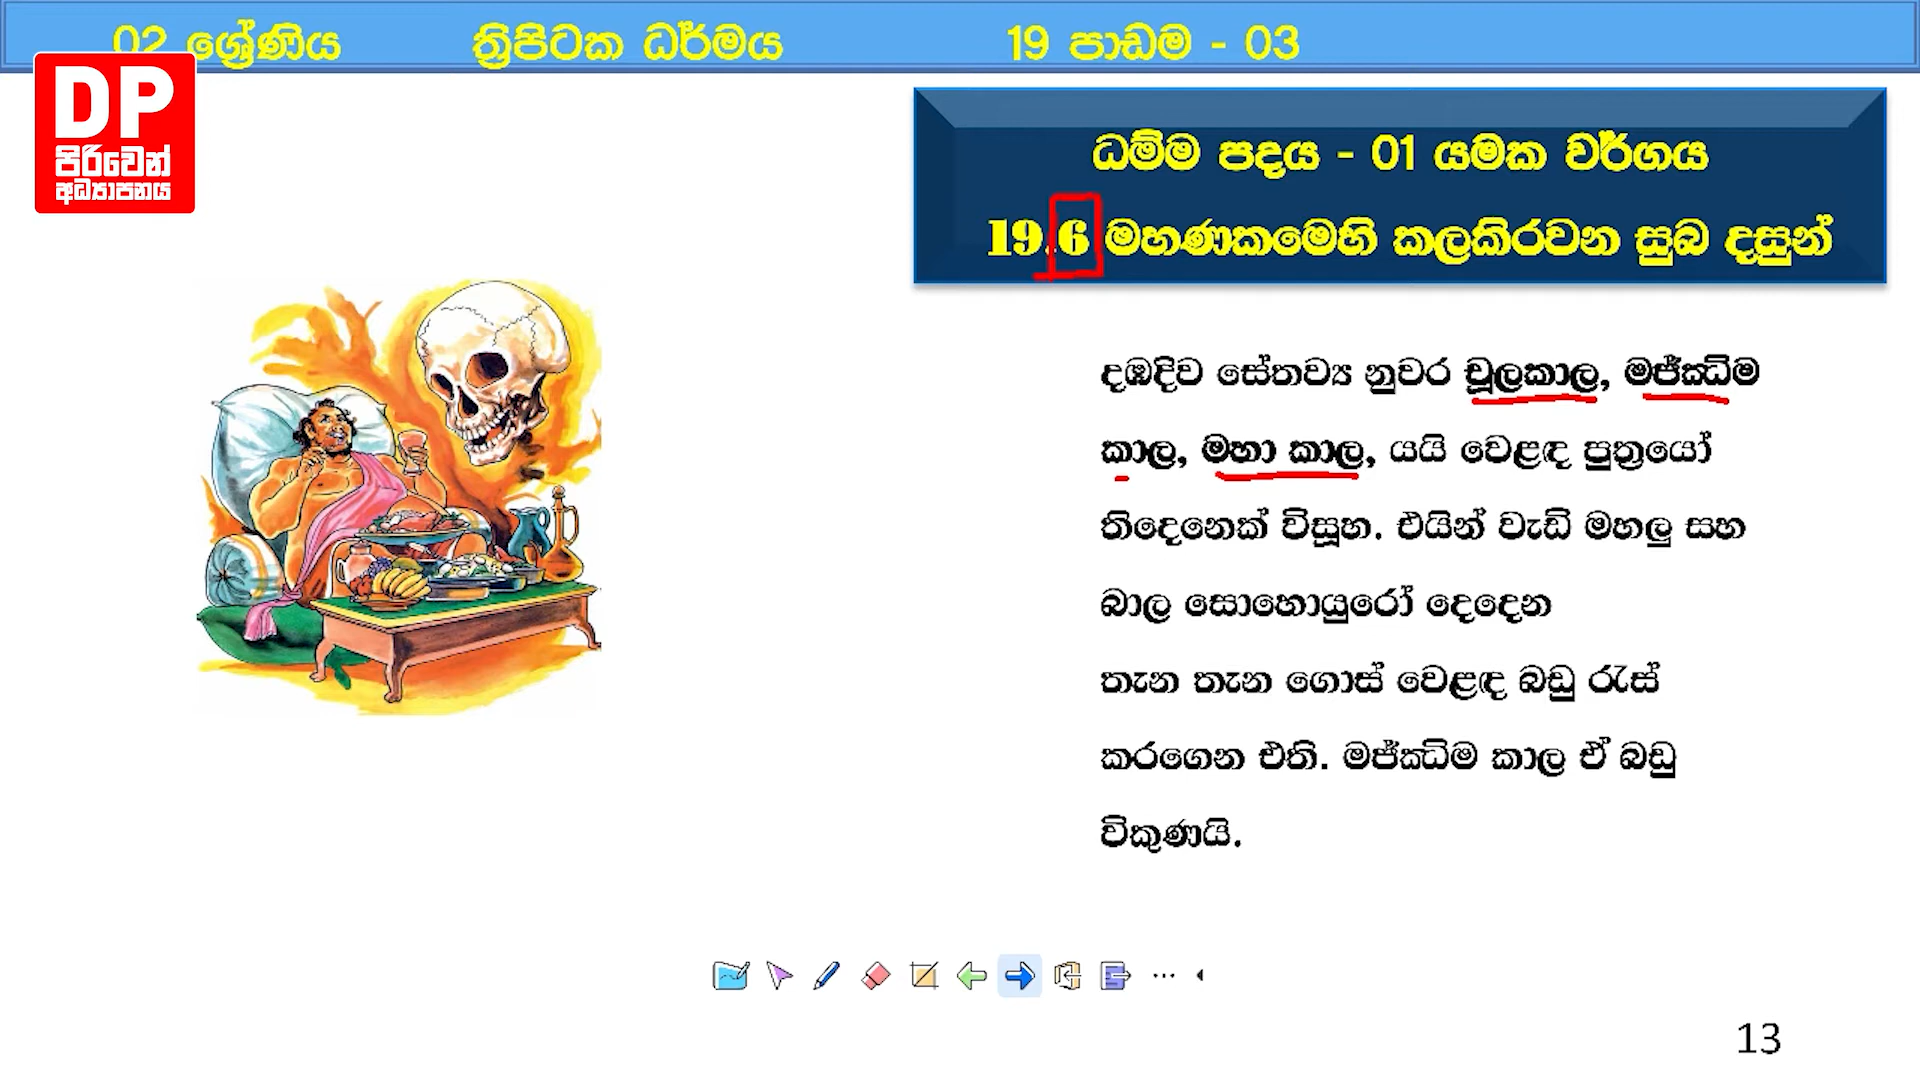 02 ශ්‍රේණිය ත්‍රිපිටක ධර්මය 19 පාඩම - 03
DP
පිරිවෙන්
අධ්‍යාපනය
ධම්ම පදය - 01 යමක වර්ගය
19.6 මහණකමෙහි කලකිරවන සුබ දසුන්
දඹදිව සේතව්‍ය නුවර චූලකාල, මජ්ඣිම
කාල, මහා කාල, යයි වෙළඳ පුත්‍රයෝ
තිදෙනෙක් විසූහ. එයින් වැඩි මහලු සහ
බාල සොහොයුරෝ දෙදෙන
තැන තැන ගොස් වෙළඳ බඩු රැස්
කරගෙන එති. මජ්ඣිම කාල ඒ බඩු
විකුණයි.
13